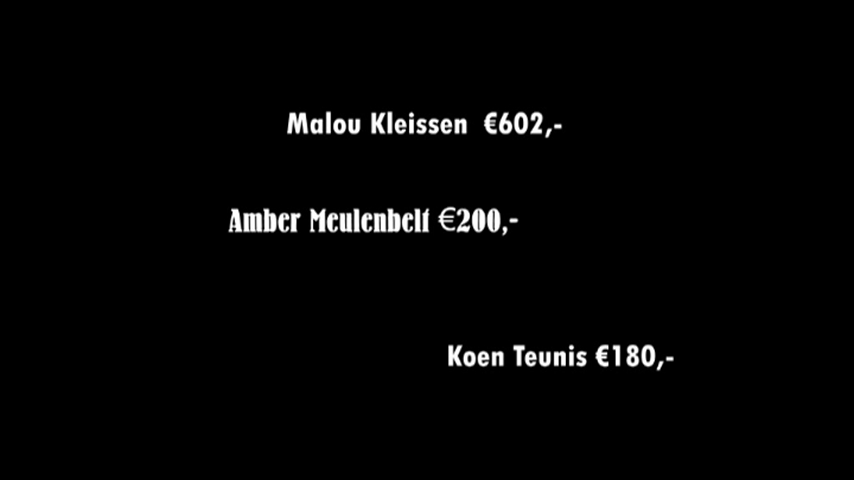 Malou Kleissen €602,-
Amber Meulenbelt €200,-
Koen Teunis €180,-